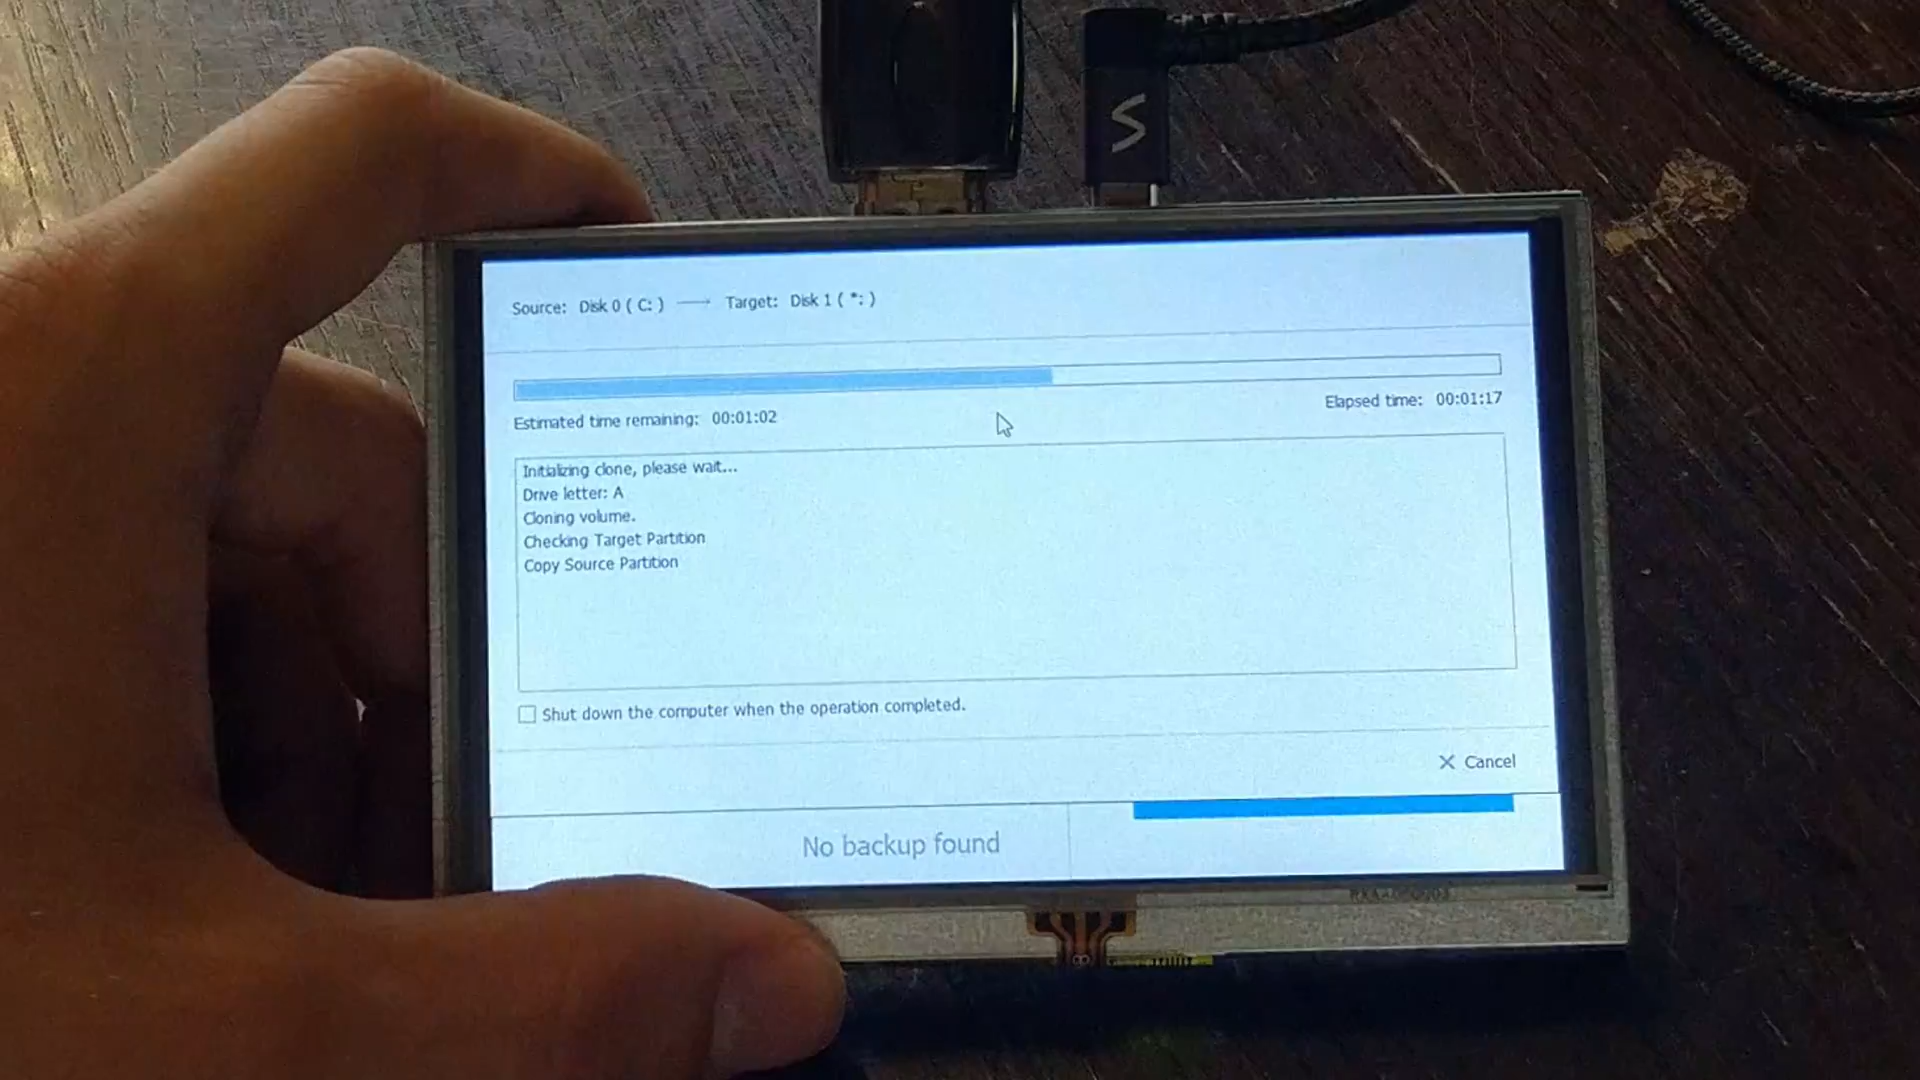 Source: Disk 0 ( C: ) → Target: Disk 1 ( *: )
Estimated time remaining: 00:01:02
Elapsed time: 00:01:17
Initializing clone, please wait...
Drive letter: A
Cloning volume.
Checking Target Partition
Copy Source Partition
Shut down the computer when the operation completed.
Cancel
No backup found